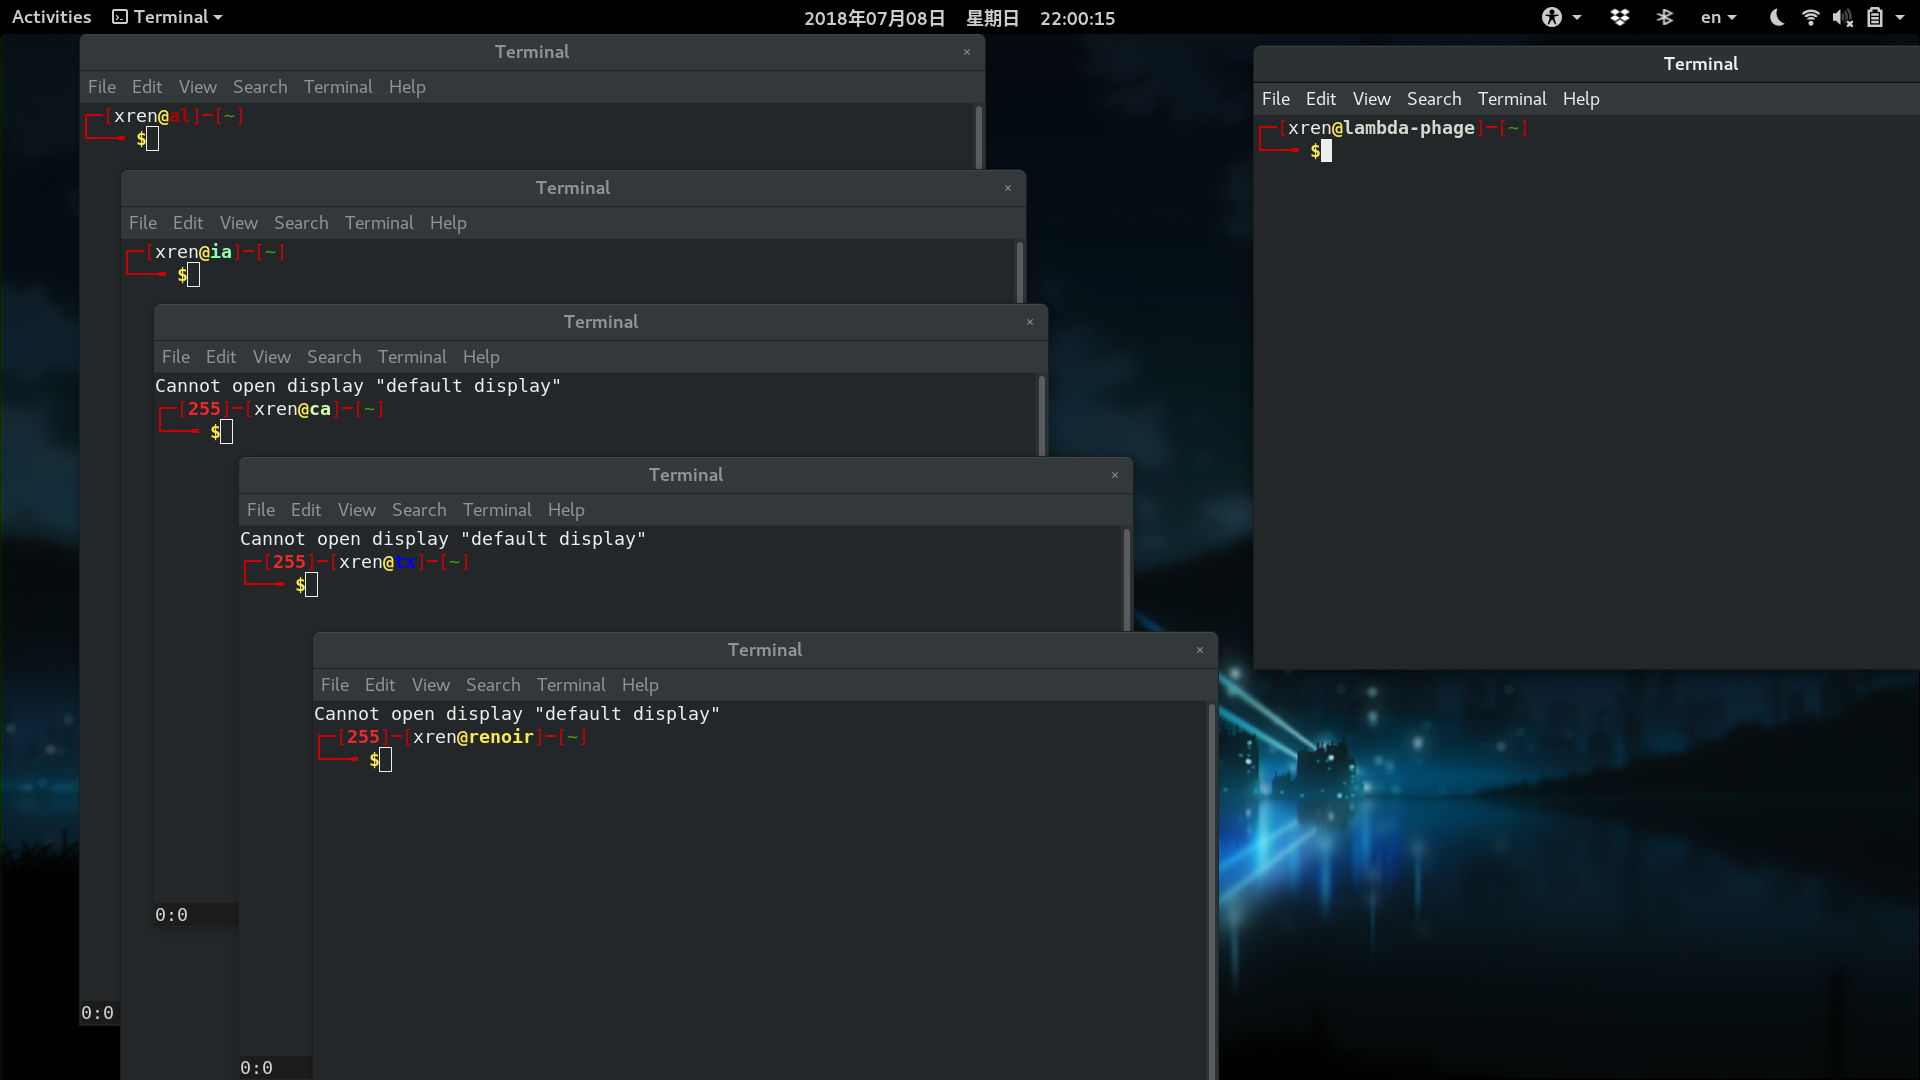 Activities Terminal 2018年07月08日 星期日 22:00:15 en
Terminal ×
File Edit View Search Terminal Help
[xren@al]-[~]
$
0:0
Terminal ×
File Edit View Search Terminal Help
[xren@ia]-[~]
$
Terminal ×
File Edit View Search Terminal Help
Cannot open display "default display"
[255]-[xren@ca]-[~]
$
0:0
Terminal ×
File Edit View Search Terminal Help
Cannot open display "default display"
[255]-[xren@tx]-[~]
$
0:0
Terminal ×
File Edit View Search Terminal Help
Cannot open display "default display"
[255]-[xren@renoir]-[~]
$
Terminal
File Edit View Search Terminal Help
[xren@lambda-phage]-[~]
$